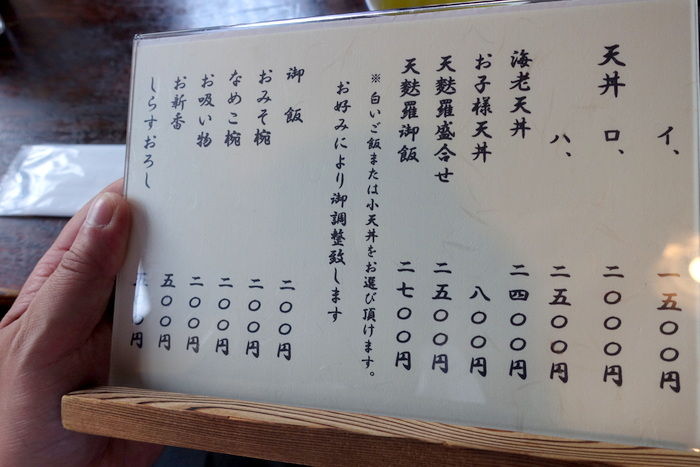 イ、 一五〇〇円
天丼 ロ、 二〇〇〇円
ハ、 二五〇〇円
海老天丼 二四〇〇円
お子様天丼 八〇〇円
天麩羅盛合せ 二五〇〇円
天麩羅御飯 二七〇〇円
※白いご飯または小天丼をお選び頂けます。
お好みにより御調整致します
御飯 二〇〇円
おみそ椀 二〇〇円
なめこ椀 二〇〇円
お吸い物 二〇〇円
お新香 五〇〇円
しらすおろし 〇円